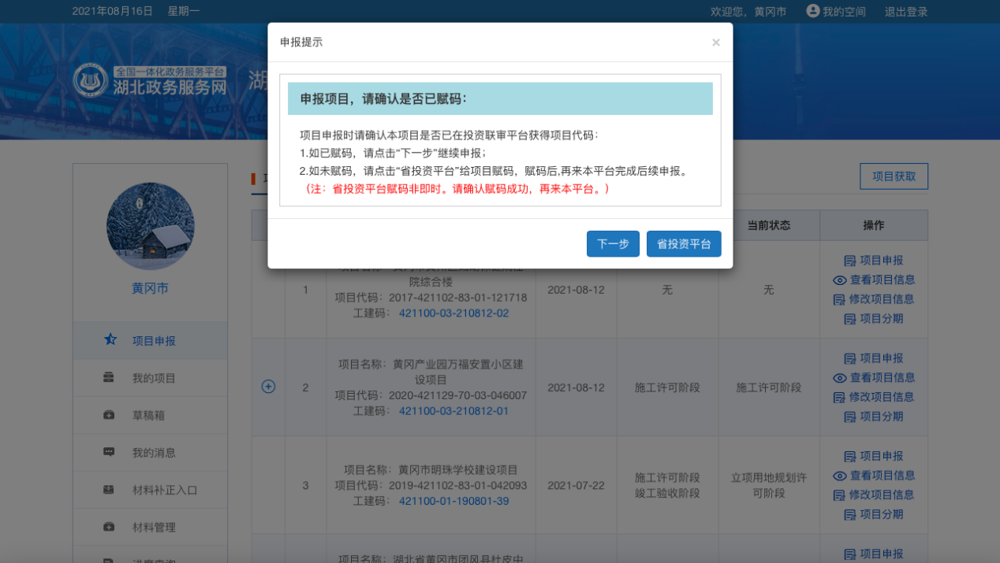 2021年08月16日 星期一
欢迎您，黄冈市 我的空间 退出登录
全国一体化政务服务平台
湖北政务服务网
湖
申报提示
×
申报项目，请确认是否已赋码：
项目申报时请确认本项目是否已在投资联审平台获得项目代码：
1.如已赋码，请点击“下一步”继续申报；
2.如未赋码，请点击“省投资平台”给项目赋码，赋码后,再来本平台完成后续申报。
（注：省投资平台赋码非即时。请确认赋码成功，再来本平台。）
下一步 省投资平台
项目获取
黄冈市
项目申报
我的项目
草稿箱
我的消息
材料补正入口
材料管理
当前状态 操作
1
院综合楼
项目代码：2017-421102-83-01-121718
工建码： 421100-03-210812-02
2021-08-12
无
无
项目申报
查看项目信息
修改项目信息
项目分期
2
项目名称：黄冈产业园万福安置小区建
设项目
项目代码：2020-421129-70-03-046007
工建码： 421100-03-210812-01
2021-08-12
施工许可阶段
施工许可阶段
项目申报
查看项目信息
修改项目信息
项目分期
3
项目名称：黄冈市明珠学校建设项目
项目代码：2019-421102-83-01-042093
工建码： 421100-01-190801-39
2021-07-22
施工许可阶段
竣工验收阶段
立项用地规划许
可阶段
项目申报
查看项目信息
修改项目信息
项目分期
项目名称：湖北省黄冈市团风县杜皮中
项目申报